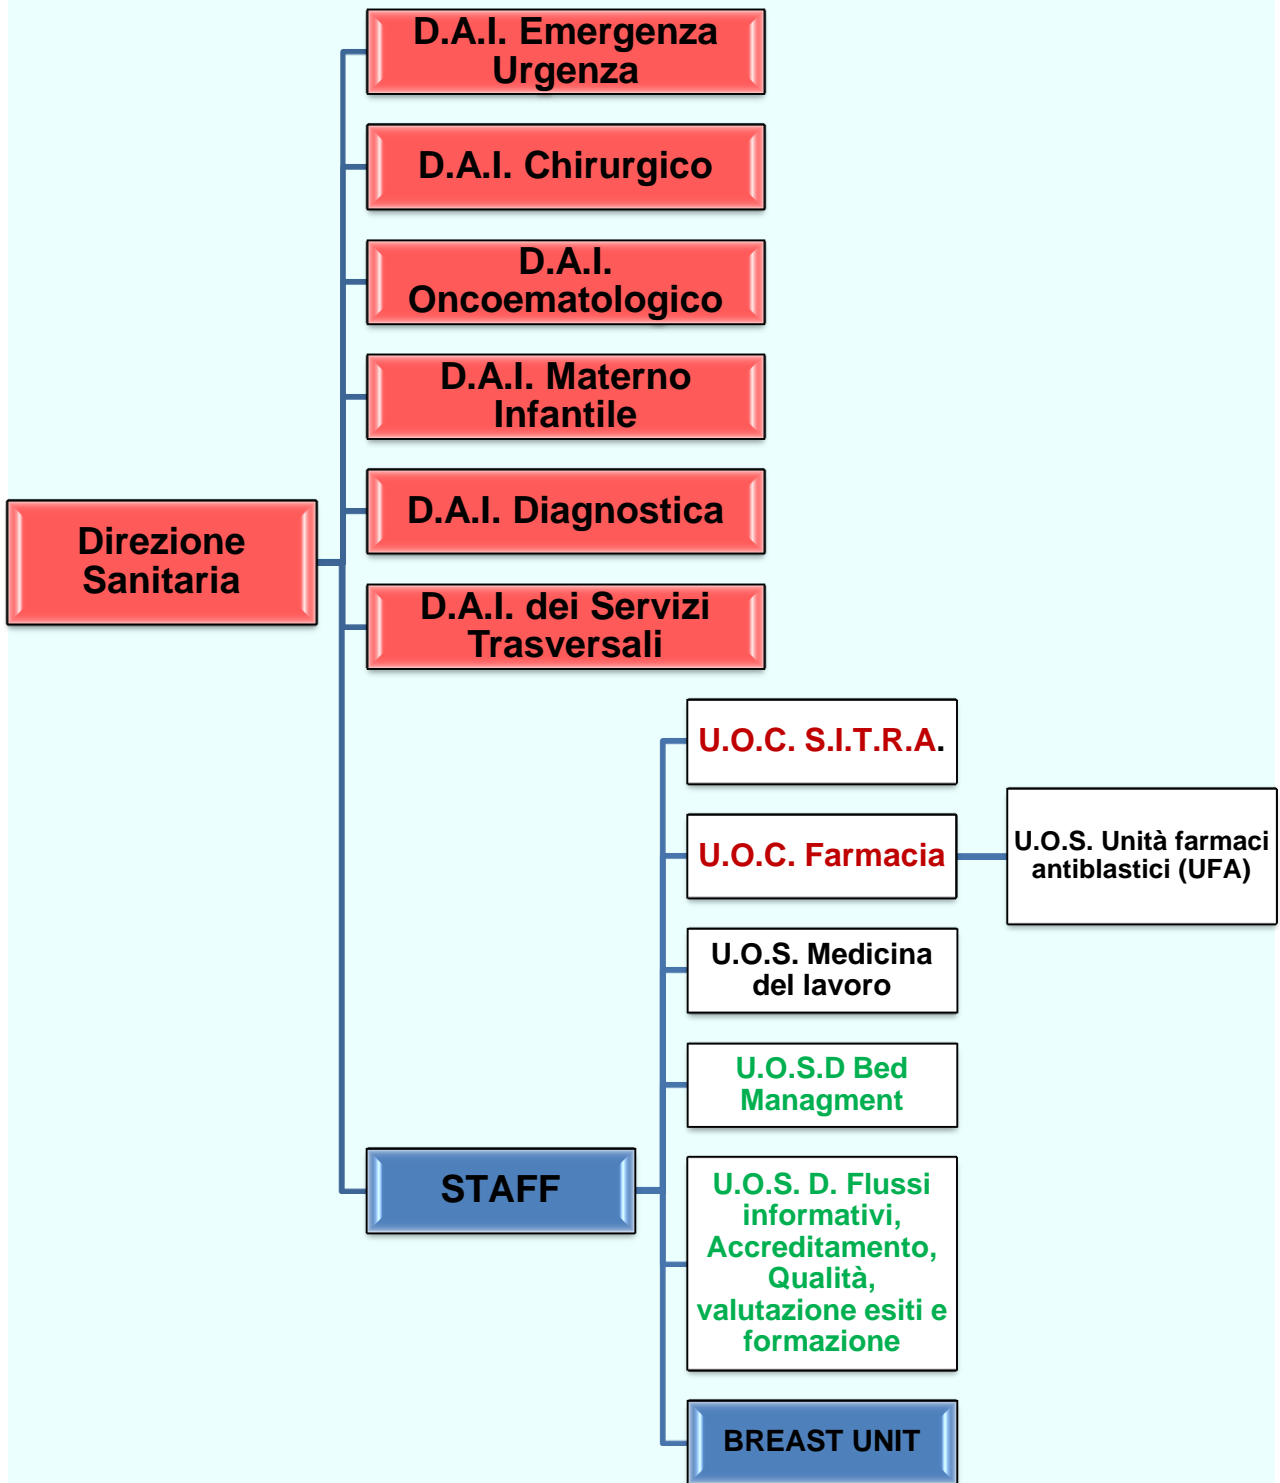 D.A.I. Emergenza
Urgenza
D.A.I. Chirurgico
D.A.I.
Oncoematologico
D.A.I. Materno
Infantile
D.A.I. Diagnostica
Direzione
Sanitaria
D.A.I. dei Servizi
Trasversali
U.O.C. S.I.T.R.A.
U.O.C. Farmacia
U.O.S. Unità farmaci
antiblastici (UFA)
U.O.S. Medicina
del lavoro
U.O.S.D Bed
Managment
STAFF
U.O.S. D. Flussi
informativi,
Accreditamento,
Qualità,
valutazione esiti e
formazione
BREAST UNIT